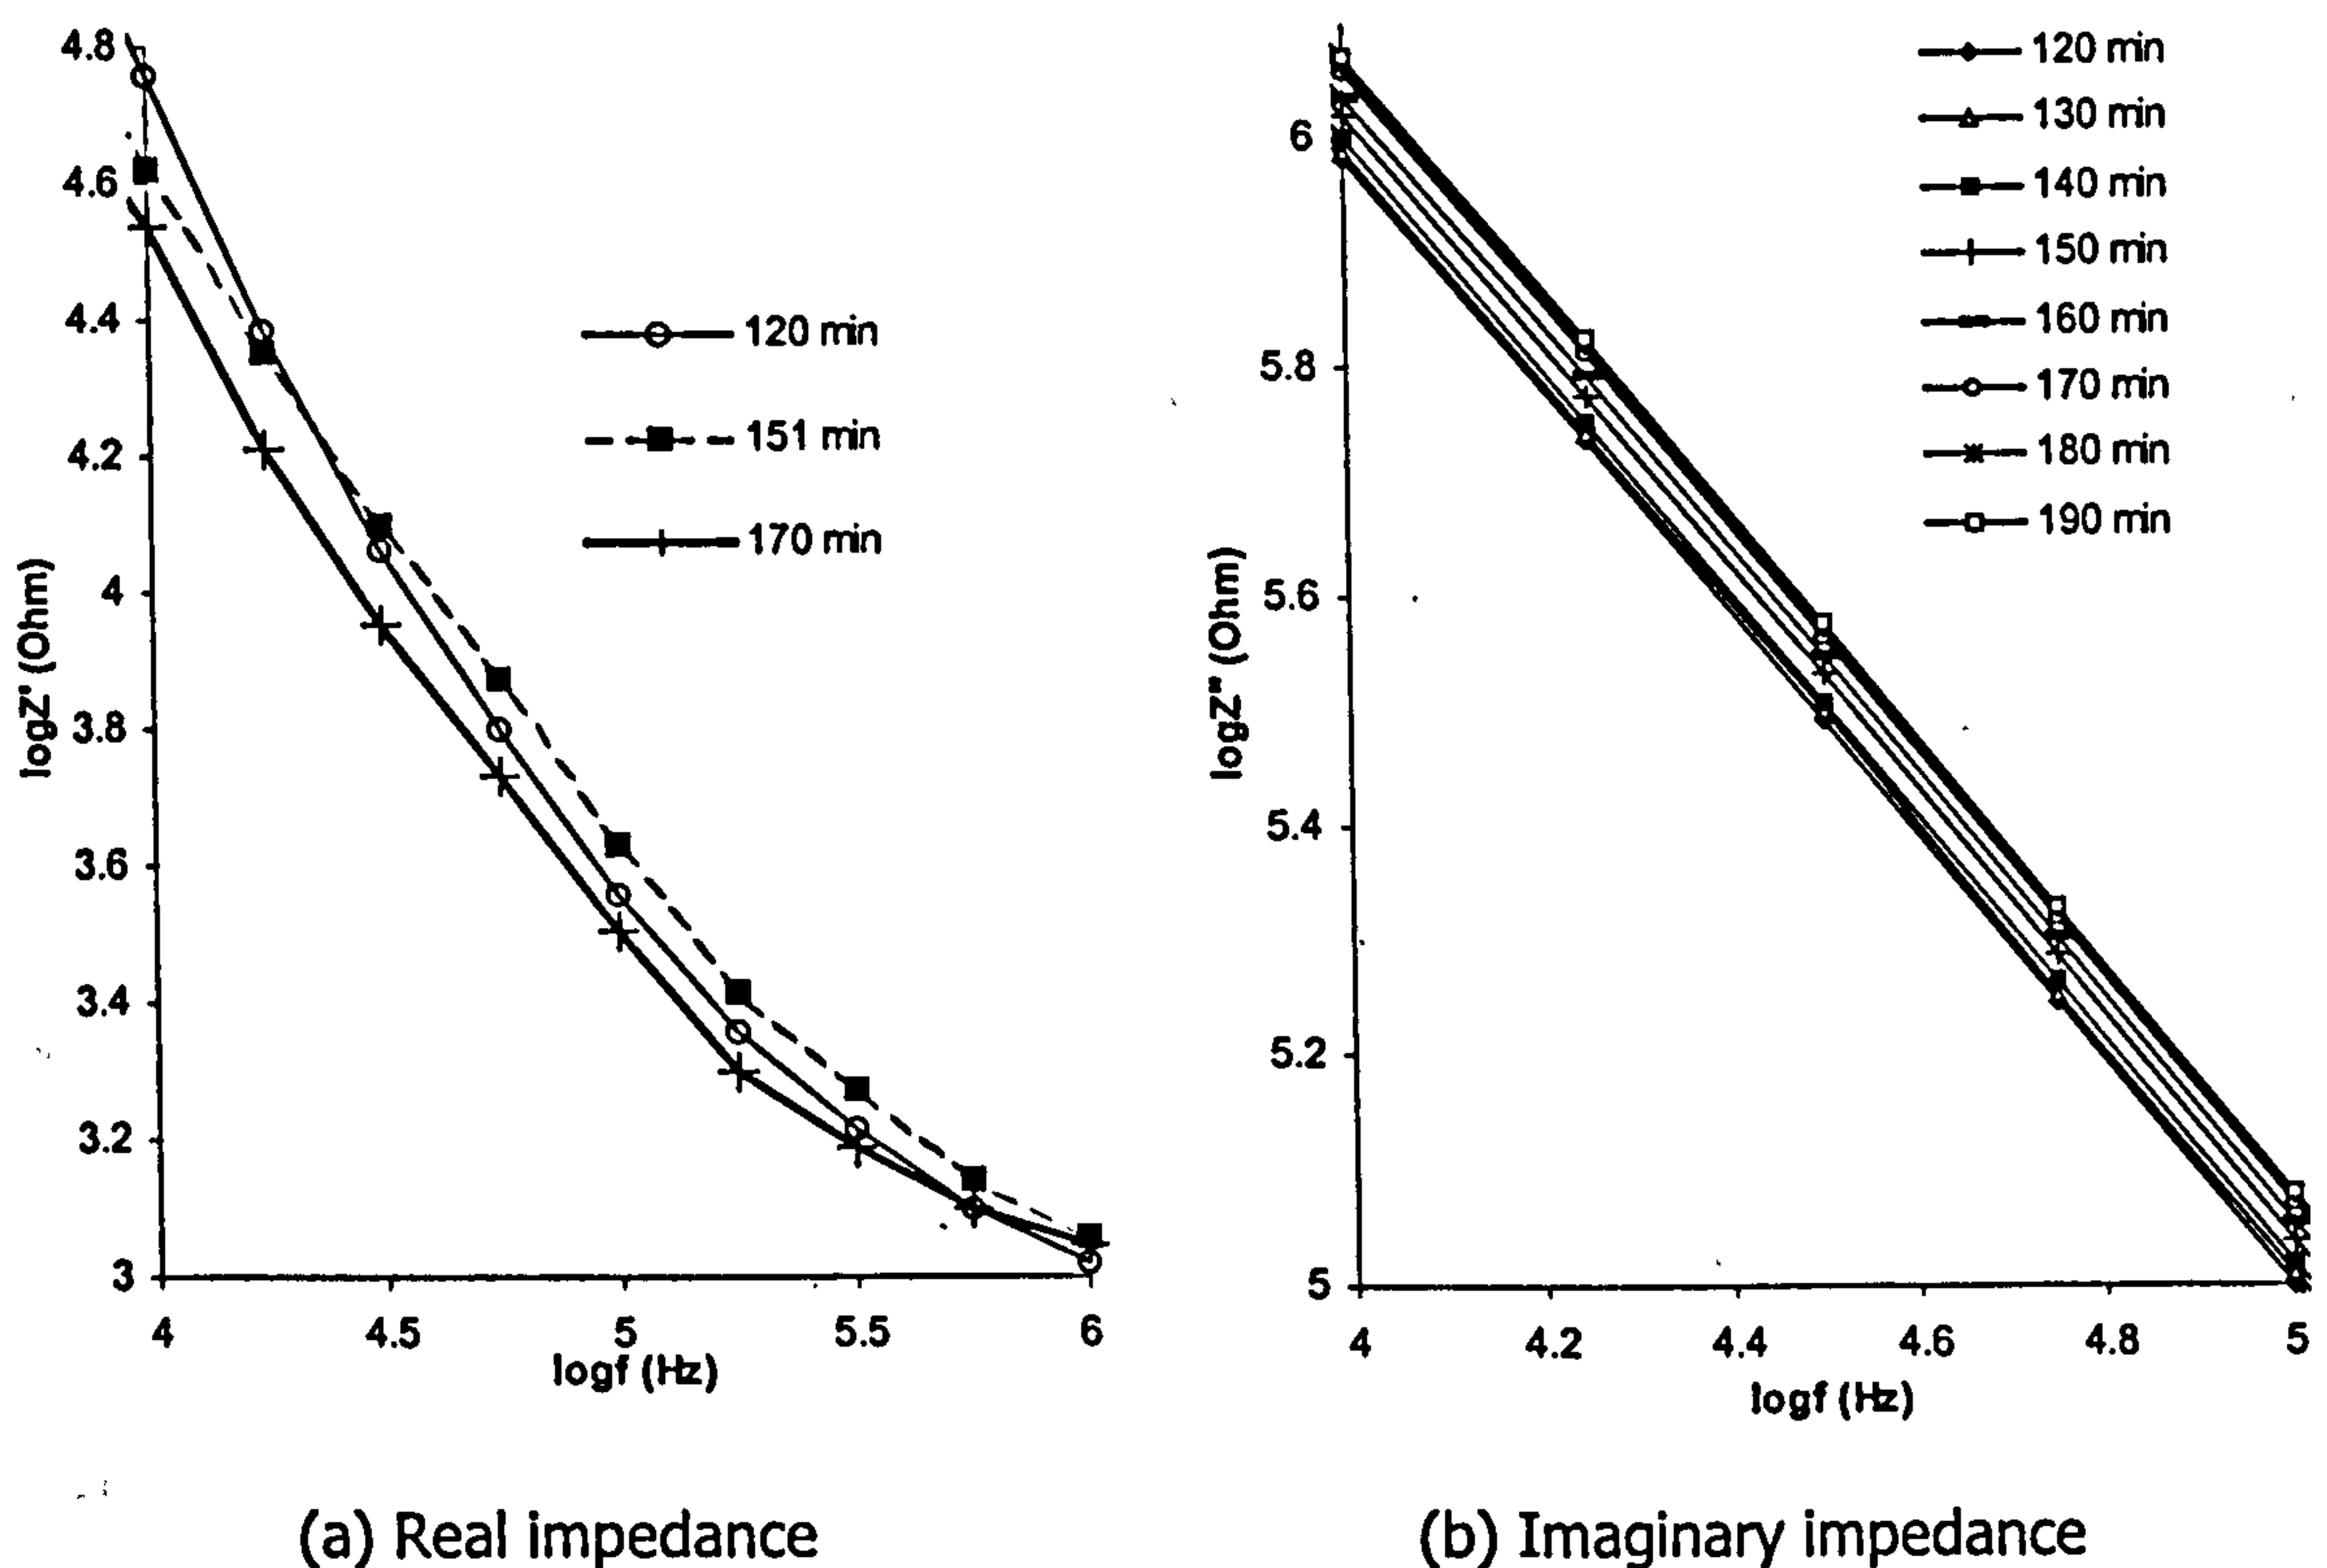 4.8
4.6
4.4
4.2
4
3.8
3.6
3.4
3.2
3
logZ' (Ohm)
4
4.5
5
5.5
6
logf (Hz)
120 min
151 min
170 min
(a) Real impedance
6
5.8
5.6
5.4
5.2
5
logZ" (Ohm)
4
4.2
4.4
4.6
4.8
5
logf (Hz)
120 min
130 min
140 min
150 min
160 min
170 min
180 min
190 min
(b) Imaginary impedance